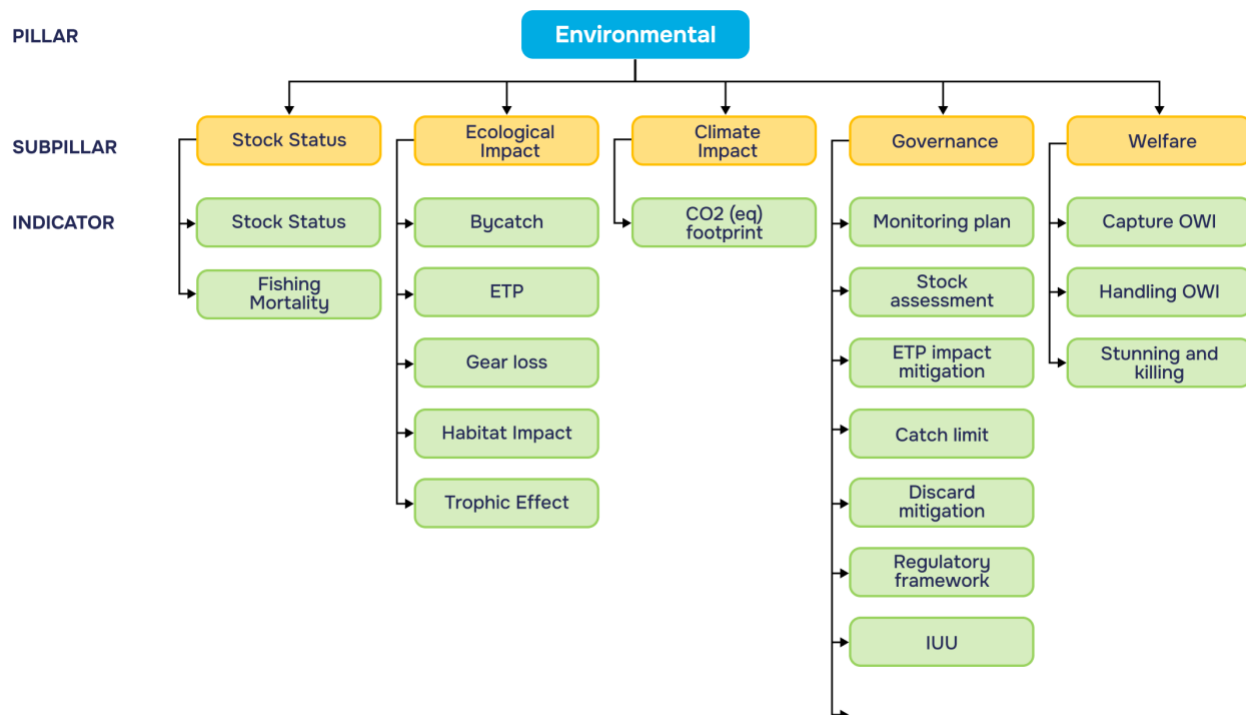 PILLAR
Environmental
SUBPILLAR
Stock Status
Ecological
Impact
Climate
Impact
Governance
Welfare
INDICATOR
Stock Status
Bycatch
CO2 (eq)
footprint
Monitoring plan
Capture OWI
Fishing
Mortality
ETP
Stock
assessment
Handling OWI
Gear loss
ETP impact
mitigation
Stunning and
killing
Habitat Impact
Catch limit
Trophic Effect
Discard
mitigation
Regulatory
framework
IUU